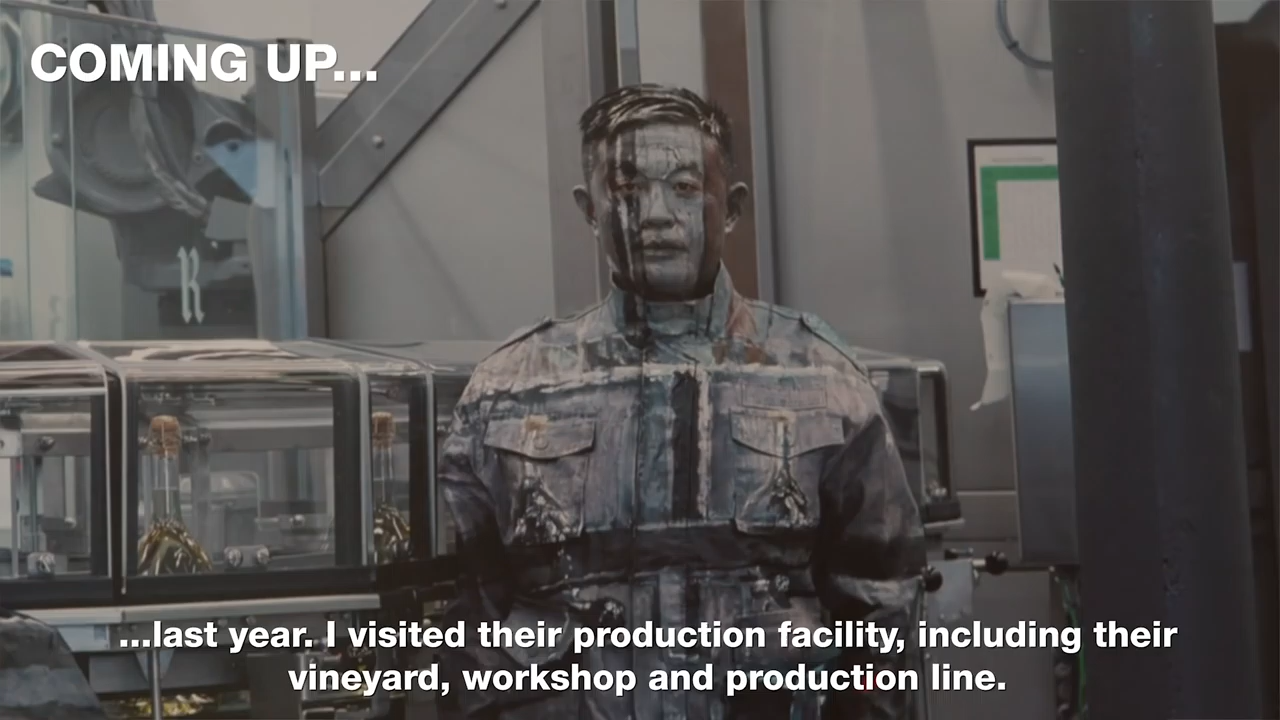 COMING UP...
R
...last year. I visited their production facility, including their
vineyard, workshop and production line.